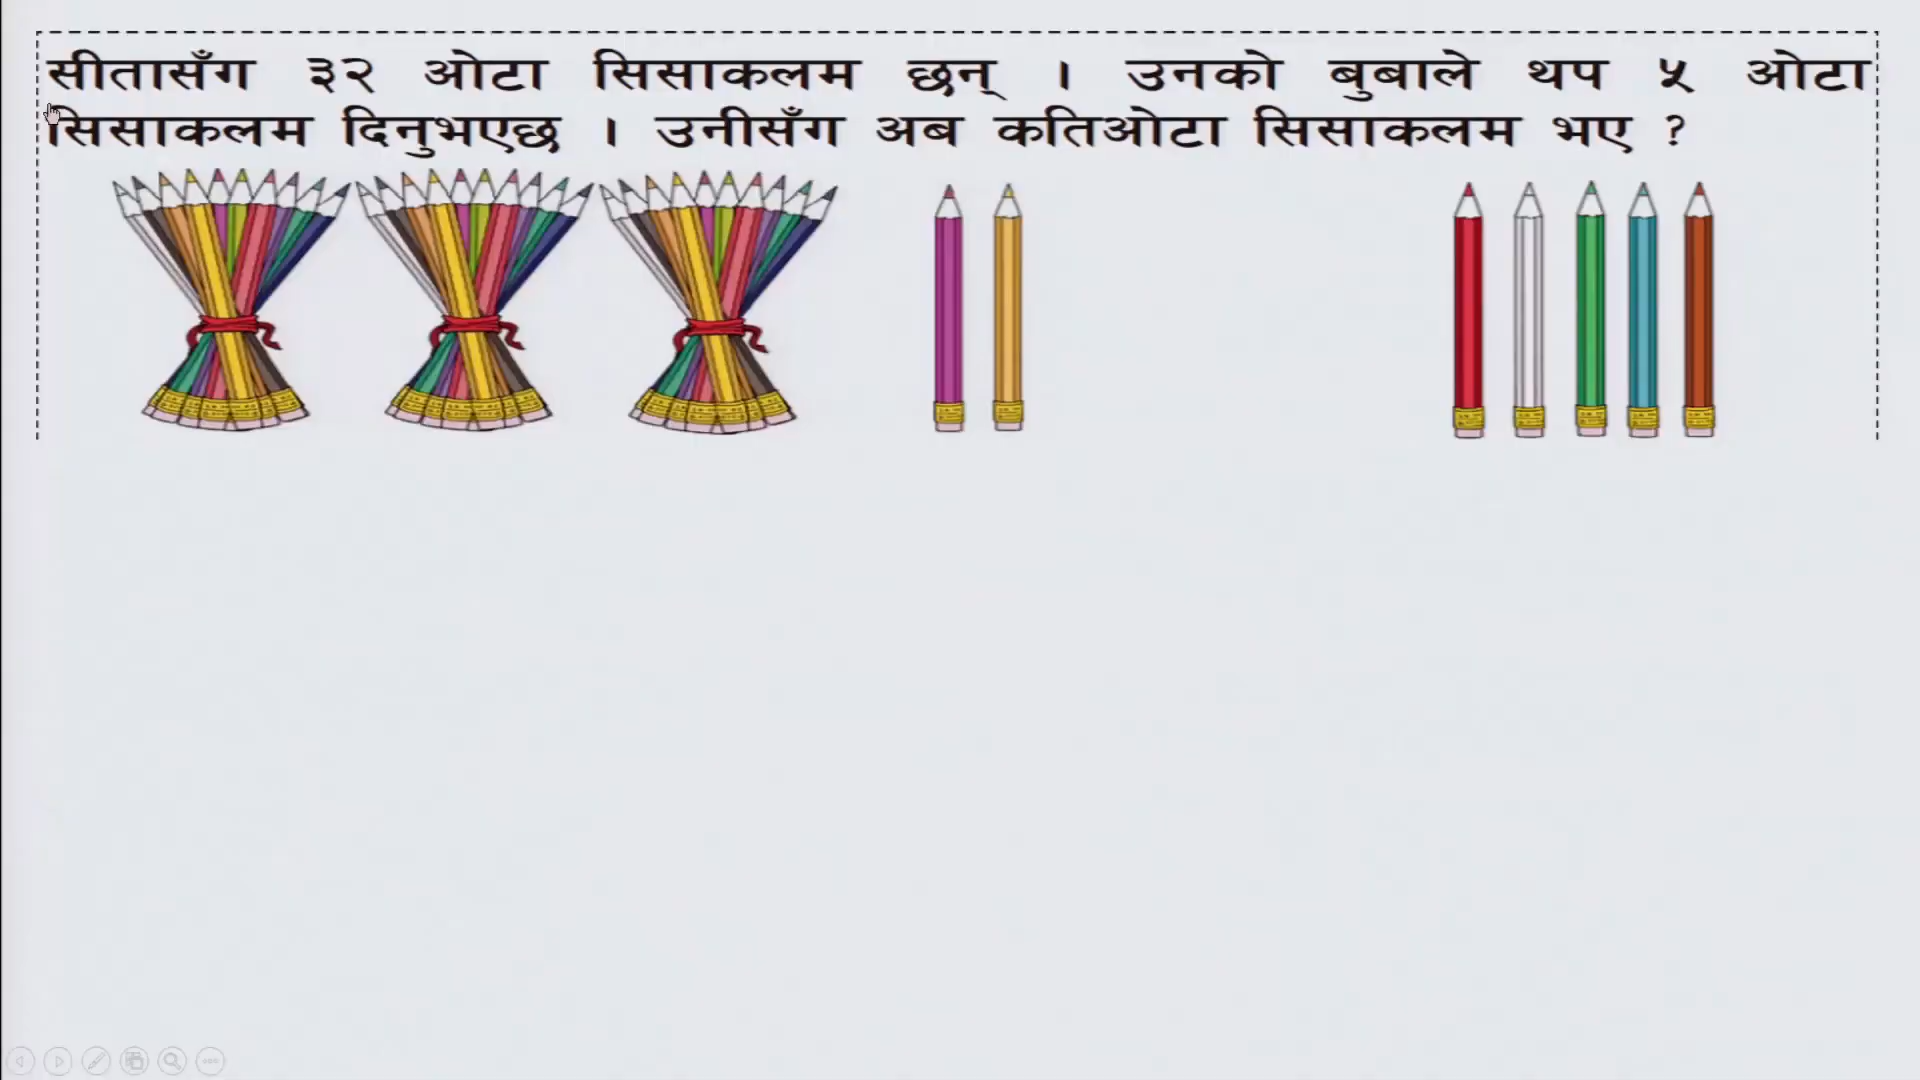 सीतासँग ३२ ओटा सिसाकलम छन् । उनको बुबाले थप ५ ओटा
सिसाकलम दिनुभएछ । उनीसँग अब कतिओटा सिसाकलम भए ?